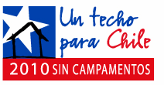 Un techo
para Chile
2010 SIN CAMPAMENTOS